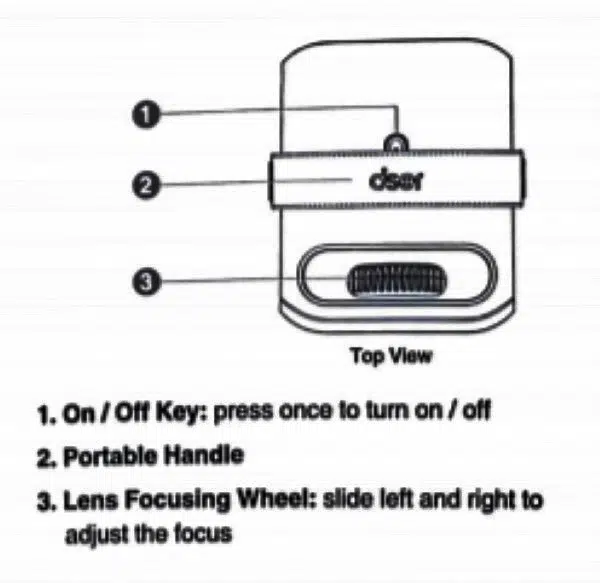 1
2
dser
3
Top View
1. On / Off Key: press once to turn on / off
2. Portable Handle
3. Lens Focusing Wheel: slide left and right to
adjust the focus